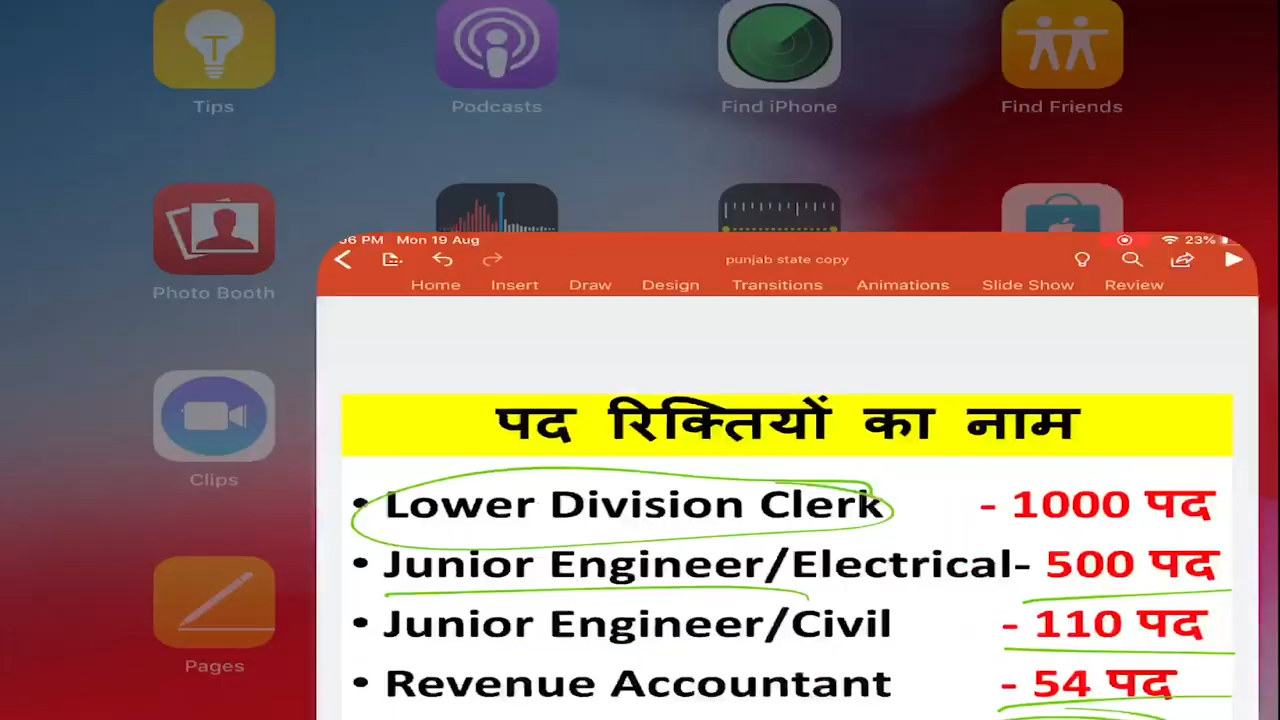 Tips Podcasts Find iPhone Find Friends
Photo Booth
Clips
Pages
56 PM Mon 19 Aug 23%
punjab state copy
Home Insert Draw Design Transitions Animations Slide Show Review
पद रिक्तियों का नाम
• Lower Division Clerk - 1000 पद
• Junior Engineer/Electrical- 500 पद
• Junior Engineer/Civil - 110 पद
• Revenue Accountant - 54 पद